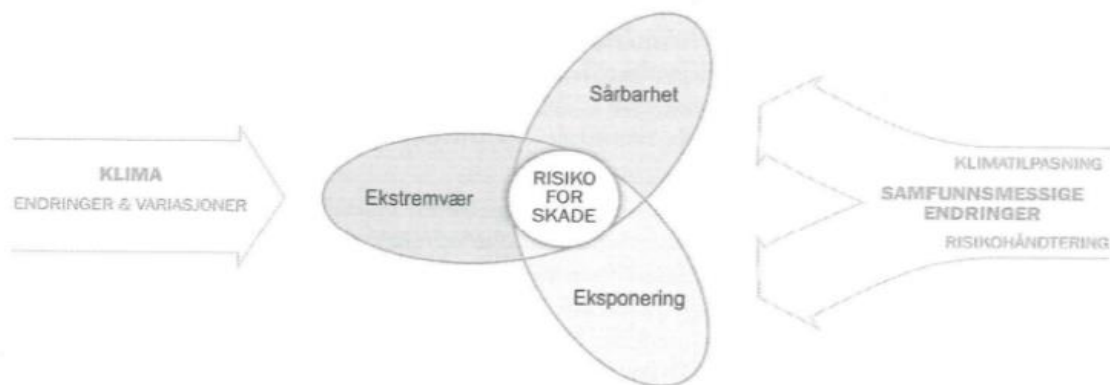 KLIMA
ENDRINGER & VARIASJONER
Ekstremvær
RISIKO
FOR
SKADE
Sårbarhet
Eksponering
KLIMATILPASNING
SAMFUNNSMESSIGE
ENDRINGER
RISIKOHÅNDTERING